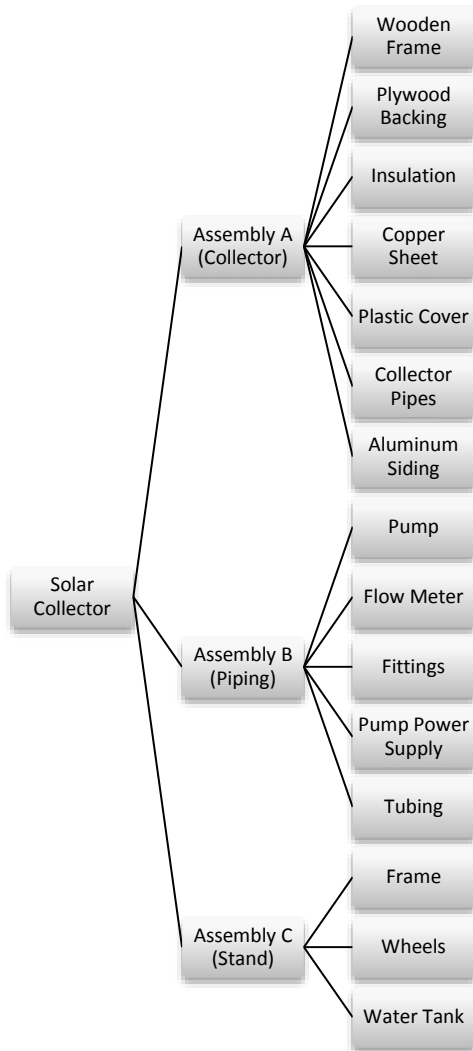 Wooden
Frame
Plywood
Backing
Insulation
Assembly A
(Collector)
Copper
Sheet
Plastic Cover
Collector
Pipes
Aluminum
Siding
Pump
Solar
Collector
Flow Meter
Assembly B
(Piping)
Fittings
Pump Power
Supply
Tubing
Frame
Assembly C
(Stand)
Wheels
Water Tank